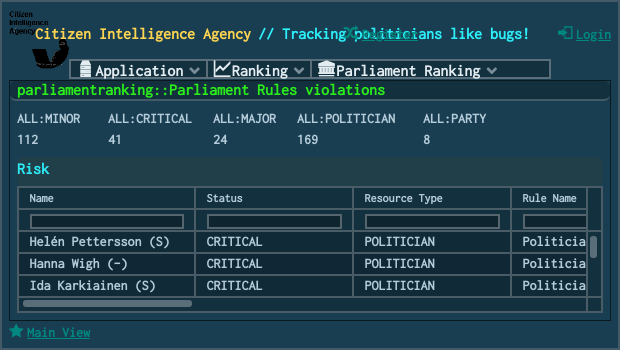 Citizen
Intelligence
Agency
Citizen Intelligence Agency // Tracking politicians like bugs!
Login
Application
Ranking
Parliament Ranking
parliamentranking::Parliament Rules violations
ALL:MINOR ALL:CRITICAL ALL:MAJOR ALL:POLITICIAN ALL:PARTY
112 41 24 169 8
Risk
Name Status Resource Type Rule Name
Helén Pettersson (S) CRITICAL POLITICIAN Politicia
Hanna Wigh (-) CRITICAL POLITICIAN Politicia
Ida Karkiainen (S) CRITICAL POLITICIAN Politicia
Main View